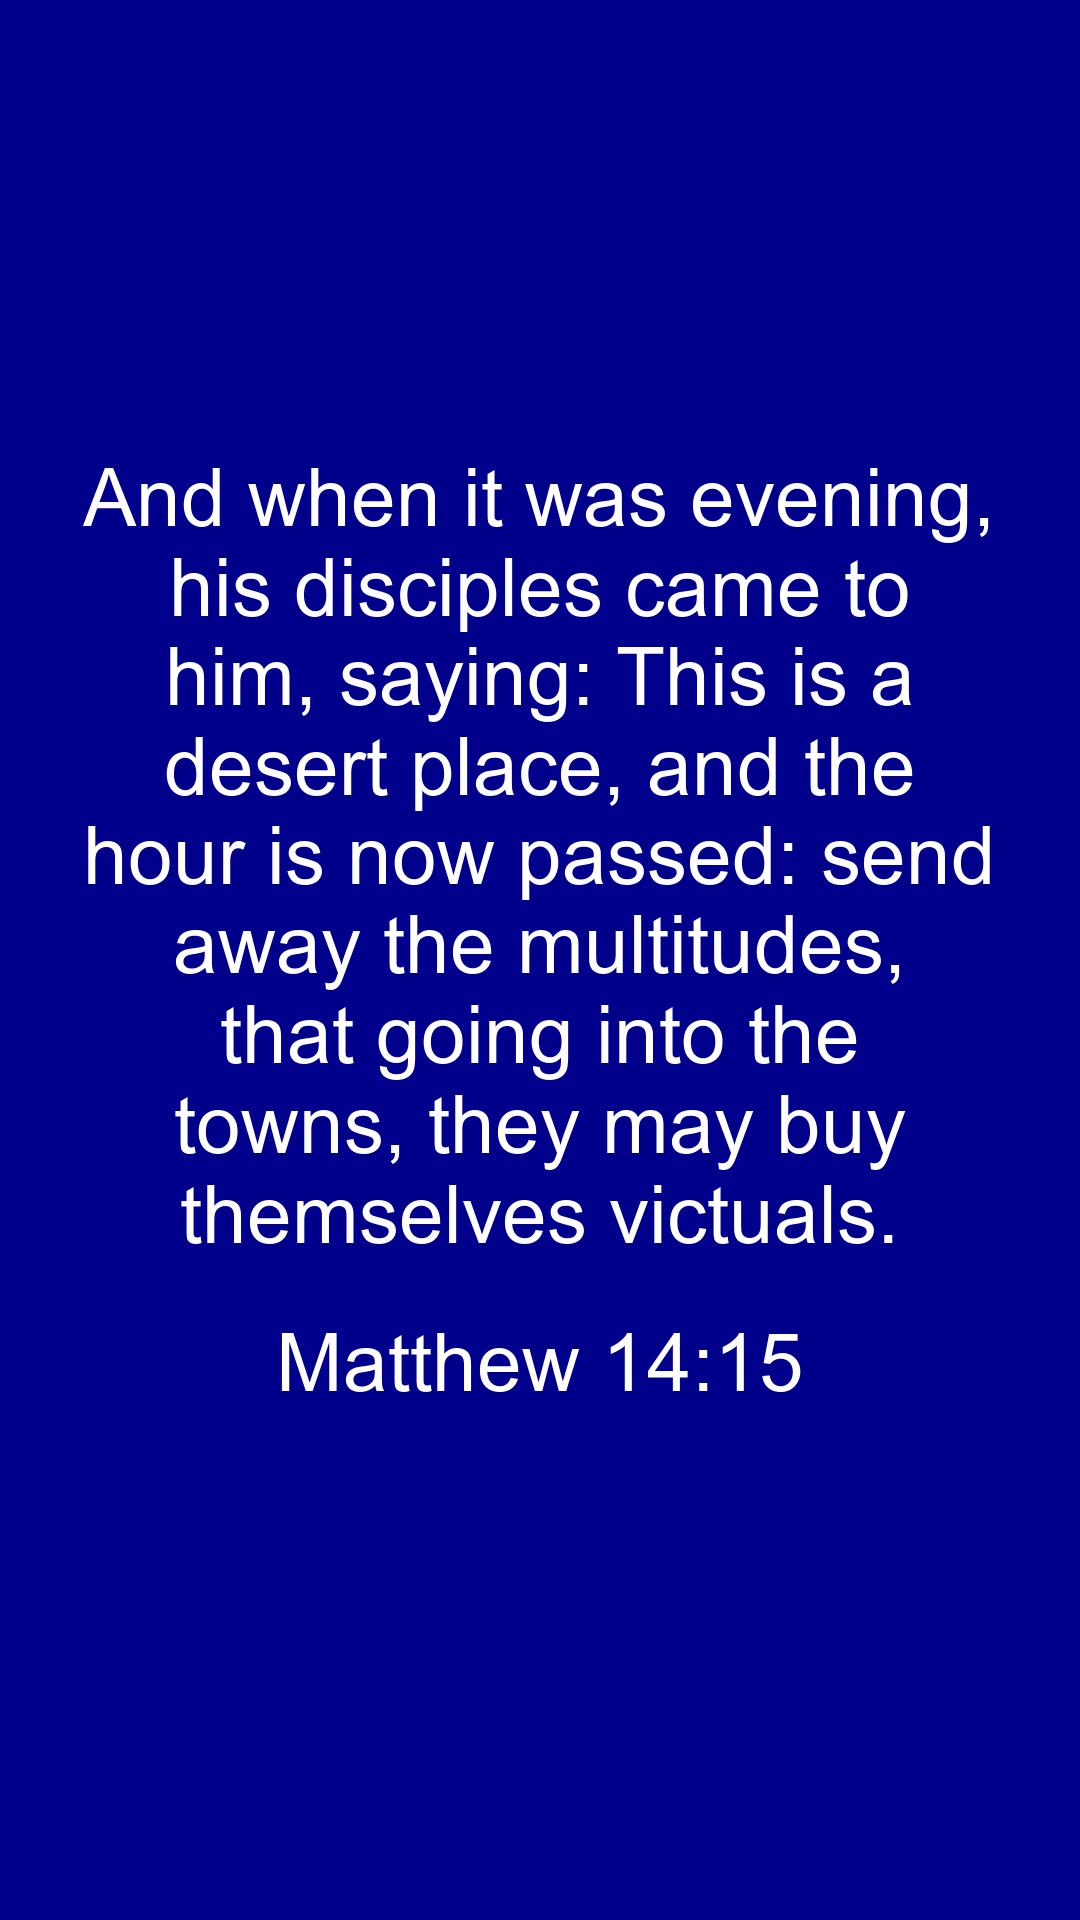 And when it was evening,
his disciples came to
him, saying: This is a
desert place, and the
hour is now passed: send
away the multitudes,
that going into the
towns, they may buy
themselves victuals.
Matthew 14:15